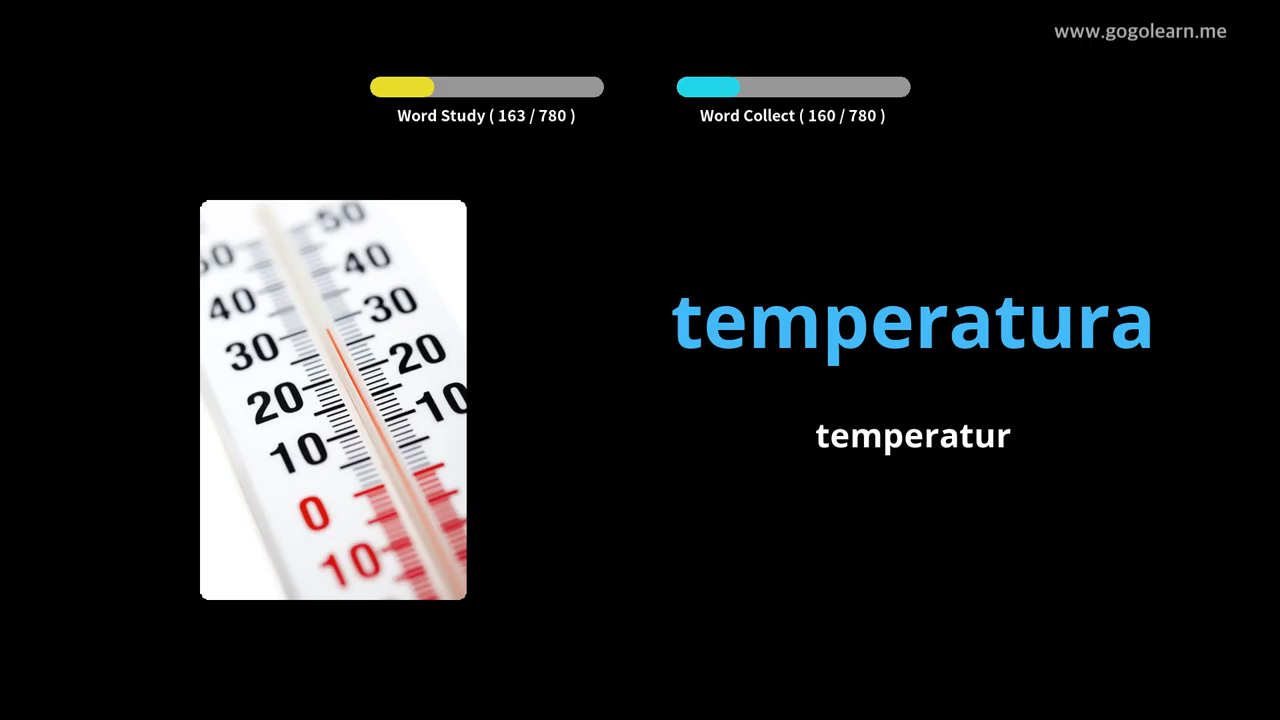 www.gogolearn.me
Word Study ( 163 / 780 )
Word Collect ( 160 / 780 )
50
40
40
30
30
20
20
10
10
0
10
temperatura
temperatur